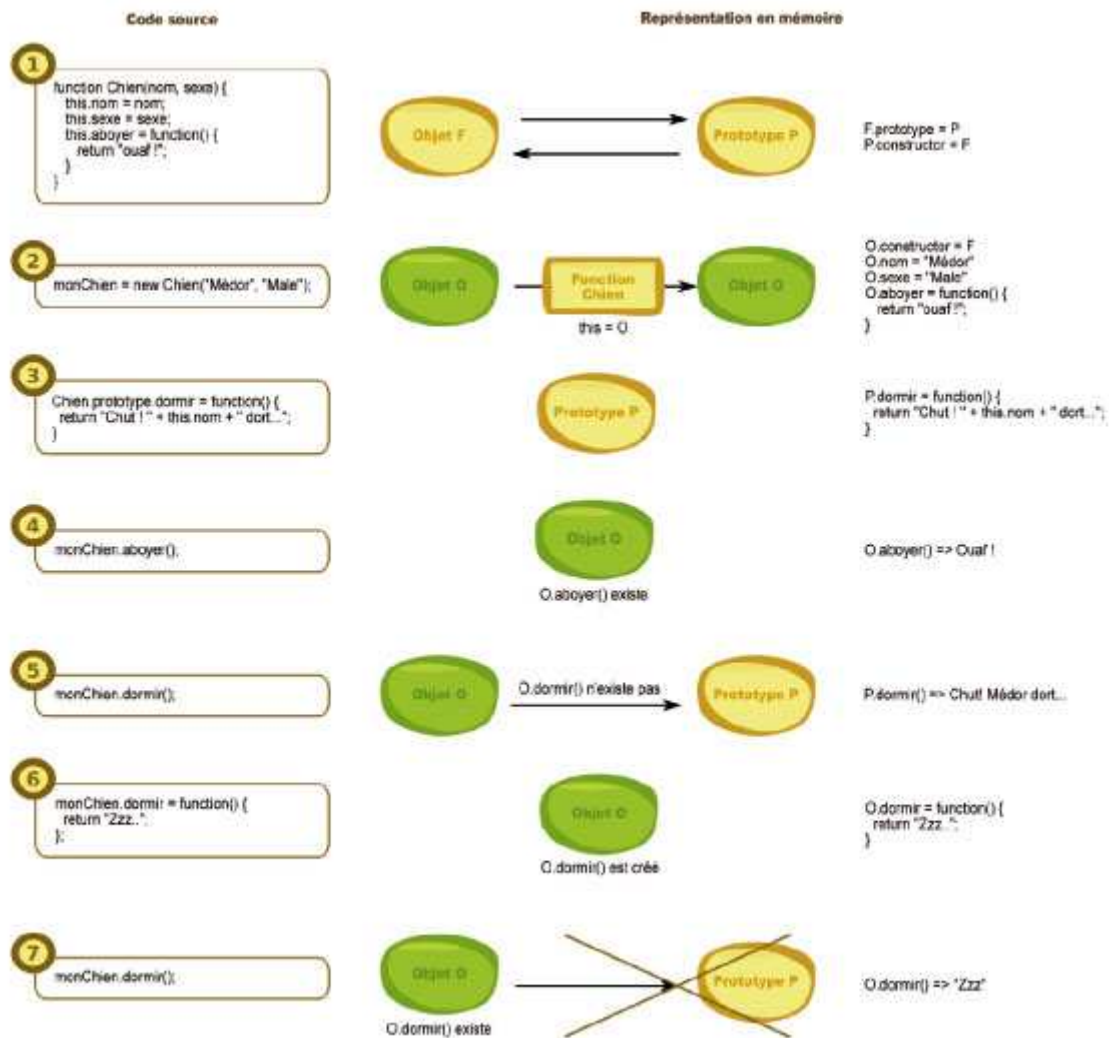 Code source
Représentation en mémoire
1
function Chien(nom, sexe) {
this.nom = nom;
this.sexe = sexe;
this.aboyer = function() {
return "ouaf !";
}
}
Objet F
Prototype P
F.prototype = P
P.constructor = F
2
monChien = new Chien("Médor", "Male");
Objet O
Function
Chien
this = O
Objet O
O.constructor = F
O.nom = "Médor"
O.sexe = "Male"
O.aboyer = function() {
return "ouaf !";
}
3
Chien.prototype.dormir = function() {
return "Chut ! " + this.nom + " dort...";
}
Prototype P
P.dormir = function() {
return "Chut ! " + this.nom + " dort...";
}
4
monChien.aboyer();
Objet O
O.aboyer() existe
O.aboyer() => Ouaf !
5
monChien.dormir();
Objet O
O.dormir() n'existe pas
Prototype P
P.dormir() => Chut! Médor dort...
6
monChien.dormir = function() {
return "Zzz..";
};
Objet O
O.dormir() est créé
O.dormir = function() {
return "Zzz..";
}
7
monChien.dormir();
Objet O
O.dormir() existe
Prototype P
O.dormir() => "Zzz"